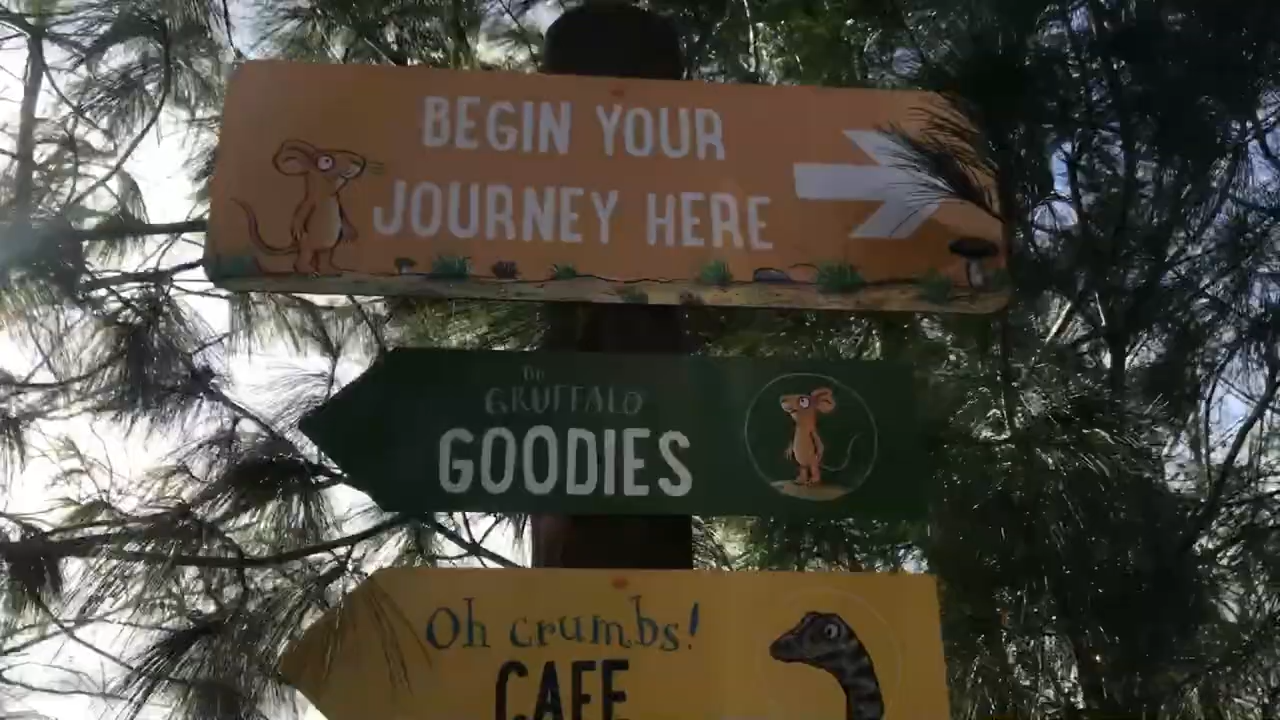 BEGIN YOUR
JOURNEY HERE
THE
GRUFFALO
GOODIES
Oh crumbs!
CAFE